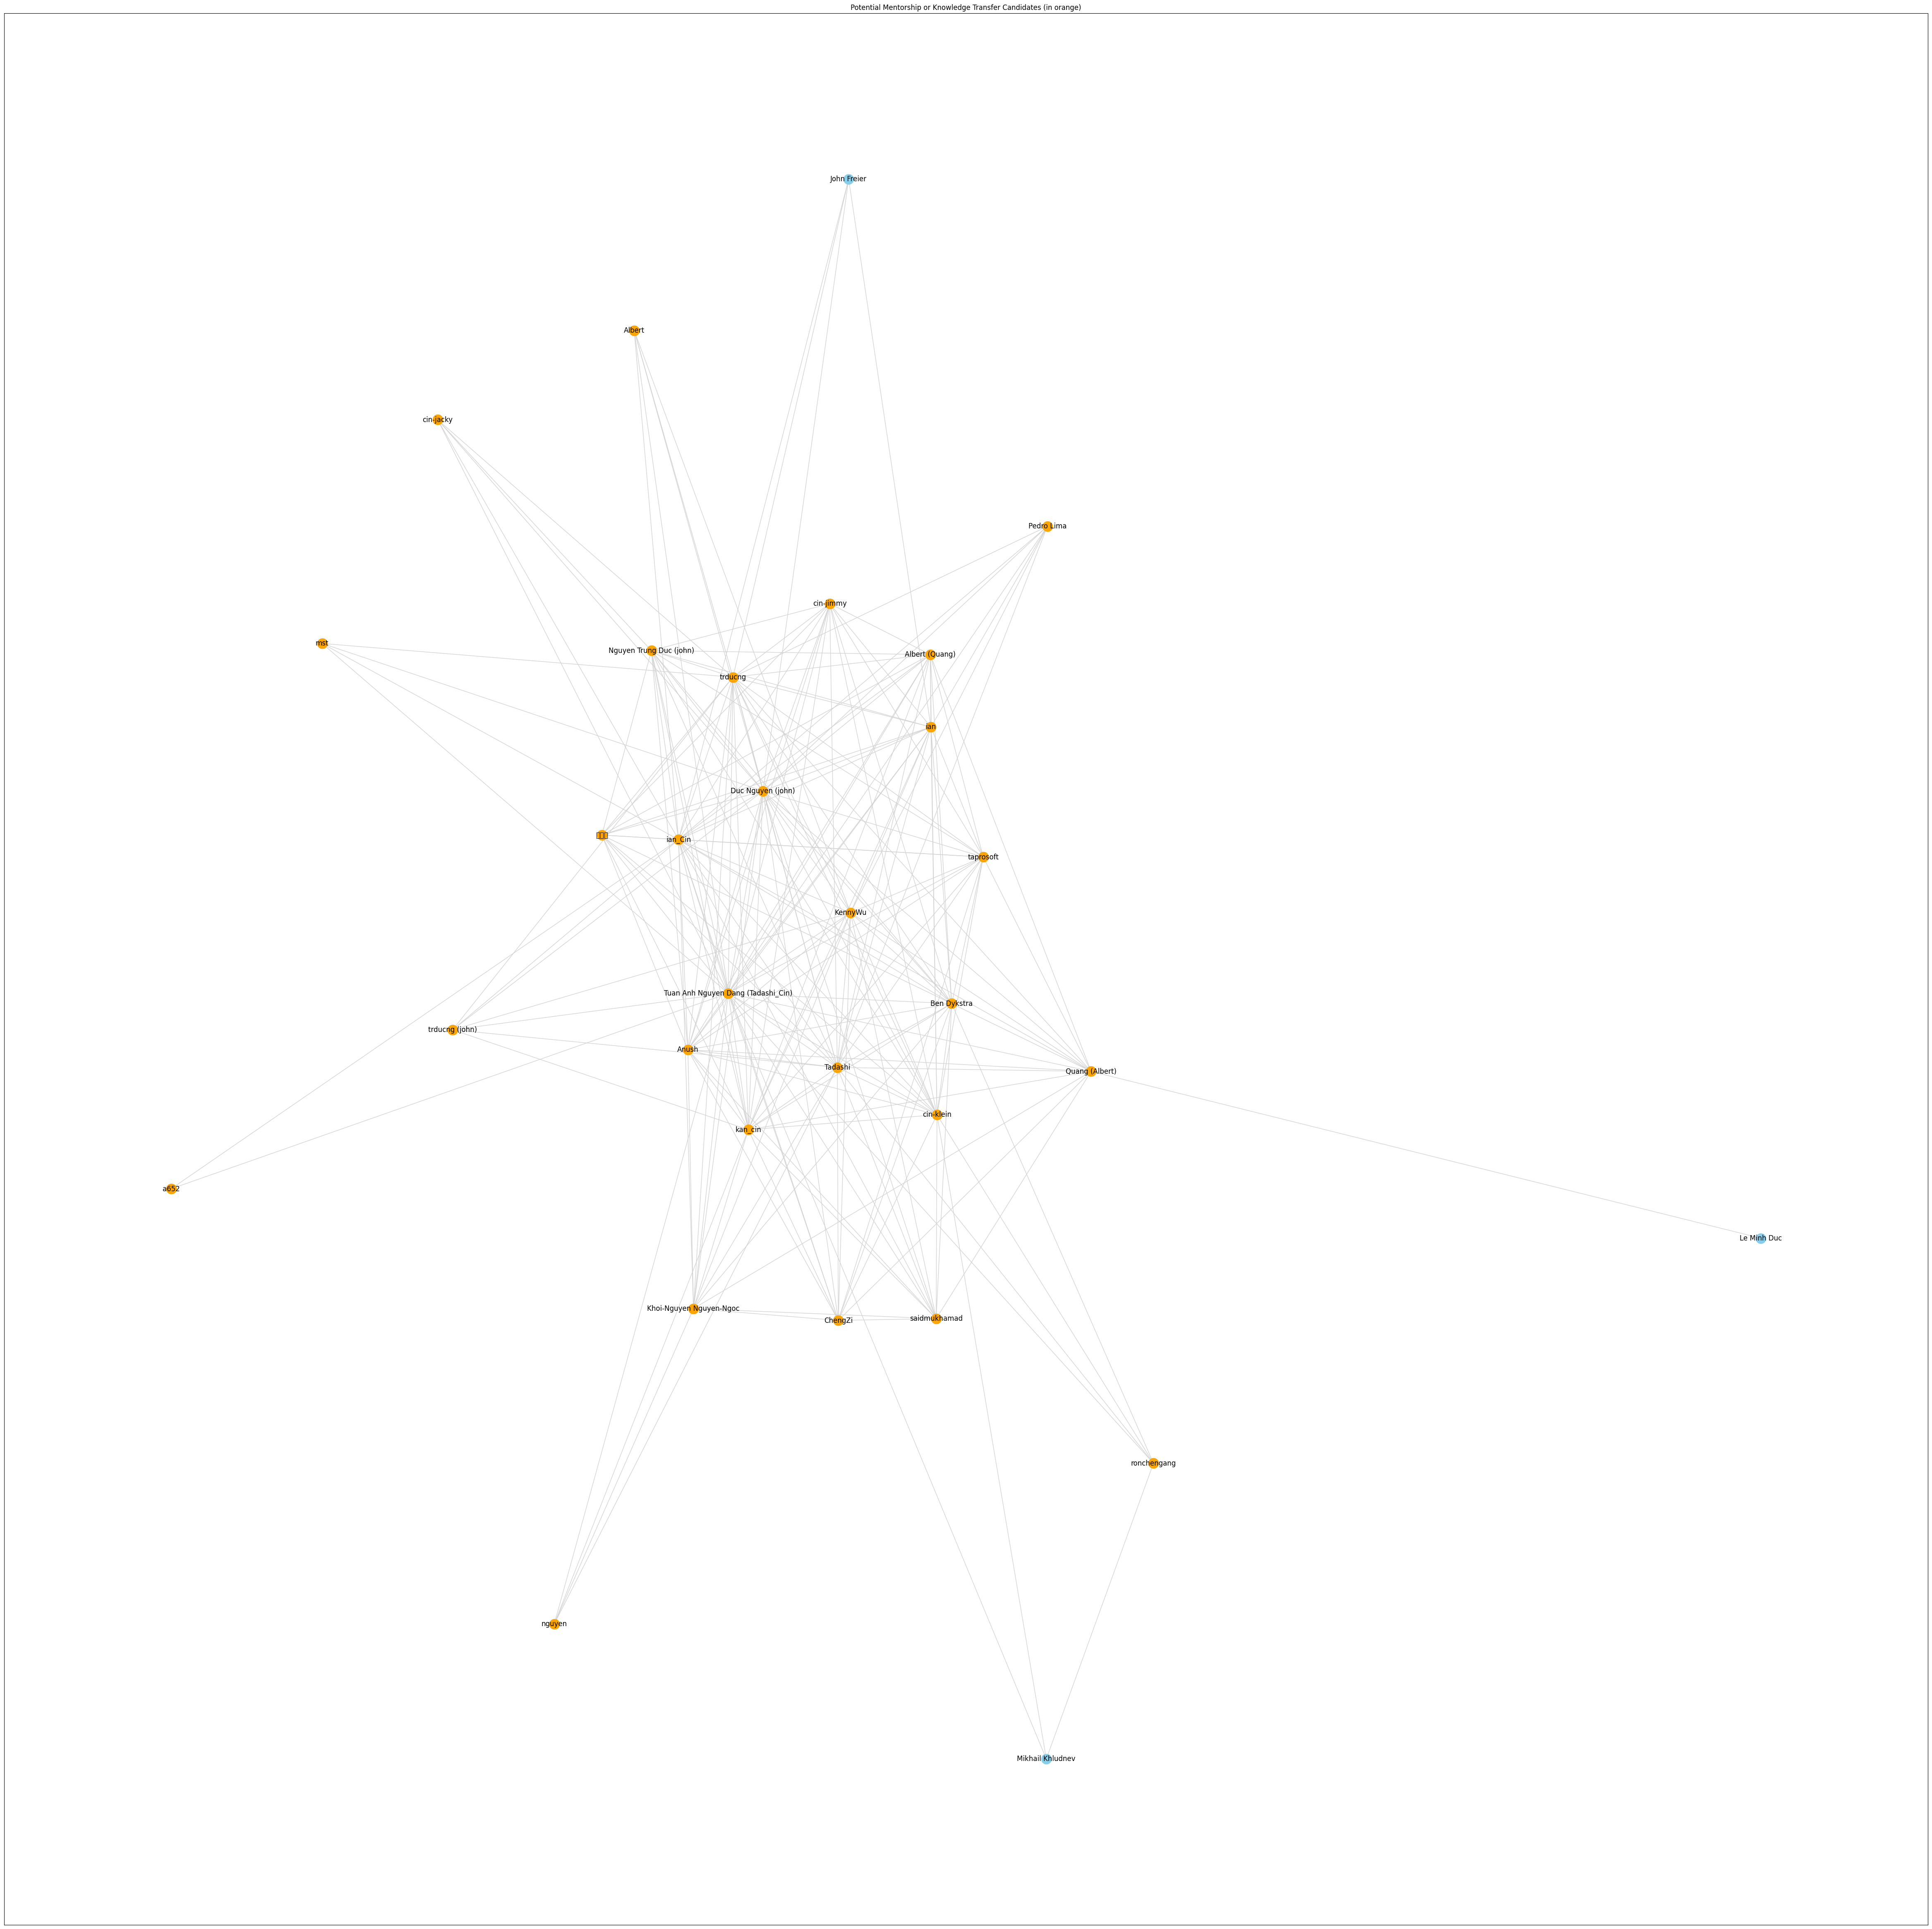 Potential Mentorship or Knowledge Transfer Candidates (in orange)
John Freier
Albert
cin-jacky
Pedro Lima
cin-jimmy
mst
Nguyen Trung Duc (john)
Albert (Quang)
trducng
ian
Duc Nguyen (john)
ian_Cin
taprosoft
KennyWu
Tuan Anh Nguyen Dang (Tadashi_Cin)
Ben Dykstra
trducng (john)
Anush
Tadashi
Quang (Albert)
cin-klein
kan_cin
a652
Le Minh Duc
Khoi-Nguyen Nguyen-Ngoc
ChengZi
saidmukhamad
ronchengang
nguyen
Mikhail Khludnev